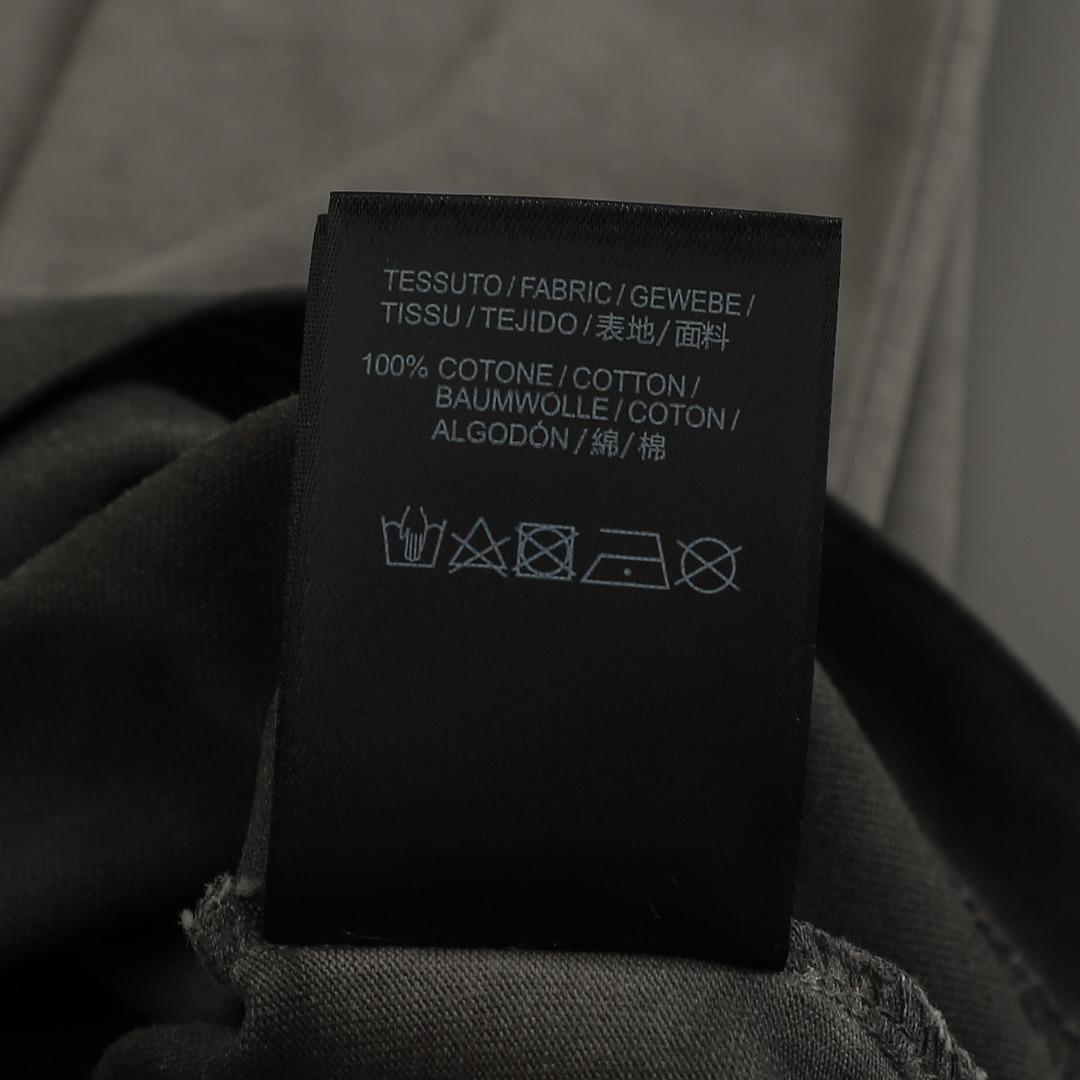 TESSUTO / FABRIC / GEWEBE /
TISSU / TEJIDO / 表地 / 面料
100% COTONE / COTTON /
BAUMWOLLE / COTON /
ALGODÓN / 綿 / 棉